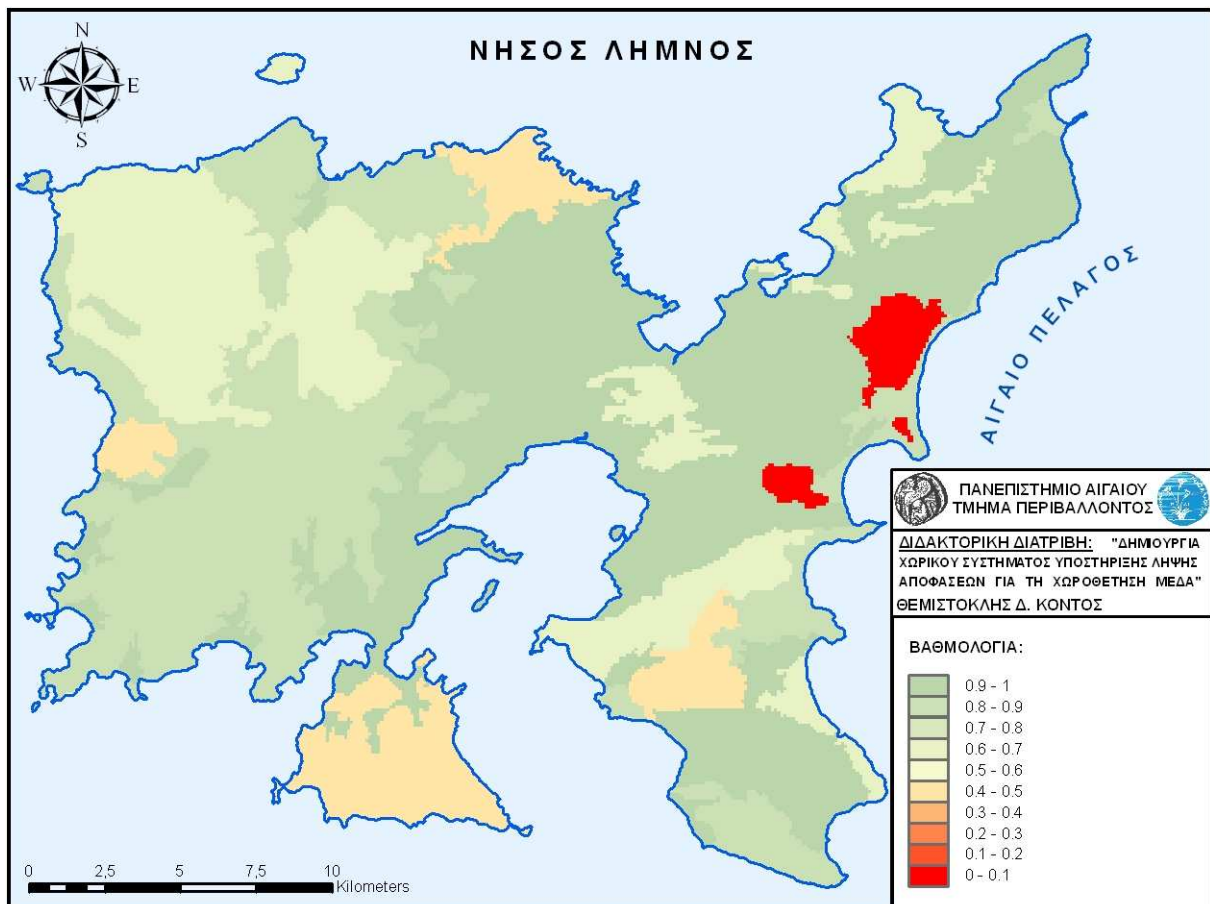 ΝΗΣΟΣ ΛΗΜΝΟΣ
N
W E
S
ΑΙΓΑΙΟ ΠΕΛΑΓΟΣ
ΠΑΝΕΠΙΣΤΗΜΙΟ ΑΙΓΑΙΟΥ
ΤΜΗΜΑ ΠΕΡΙΒΑΛΛΟΝΤΟΣ
ΔΙΔΑΚΤΟΡΙΚΗ ΔΙΑΤΡΙΒΗ: "ΔΗΜΙΟΥΡΓΙΑ
ΧΩΡΙΚΟΥ ΣΥΣΤΗΜΑΤΟΣ ΥΠΟΣΤΗΡΙΞΗΣ ΛΗΨΗΣ
ΑΠΟΦΑΣΕΩΝ ΓΙΑ ΤΗ ΧΩΡΟΘΕΤΗΣΗ ΜΕΔΑ"
ΘΕΜΙΣΤΟΚΛΗΣ Δ. ΚΟΝΤΟΣ
ΒΑΘΜΟΛΟΓΙΑ:
0.9 - 1
0.8 - 0.9
0.7 - 0.8
0.6 - 0.7
0.5 - 0.6
0.4 - 0.5
0.3 - 0.4
0.2 - 0.3
0.1 - 0.2
0 - 0.1
0 2,5 5 7,5 10
Kilometers